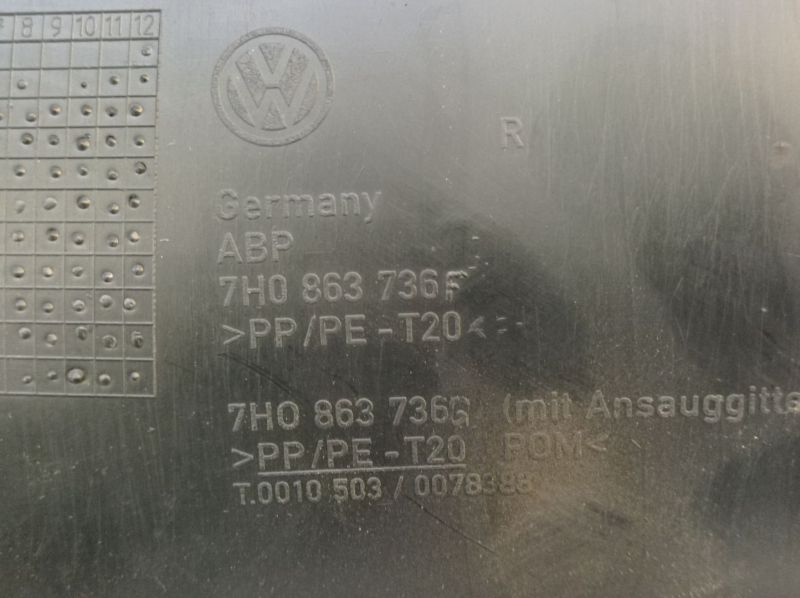 8 9 10 11 12
R
Germany
ABP
7H0 863 736F
>PP/PE-T20<
7H0 863 736G (mit Ansauggitte
>PP/PE-T20 POM<
T.0010 503 / 0078388